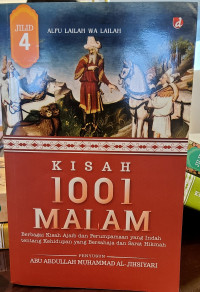 JILID
4
ALFU LAILAH WA LAILAH
KISAH
1001
MALAM
Berbagai Kisah Ajaib dan Perumpamaan yang Indah
tentang Kehidupan yang Bersahaja dan Sarat Hikmah
PENYUSUN
ABU ABDULLAH MUHAMMAD AL-JIHSIYARI